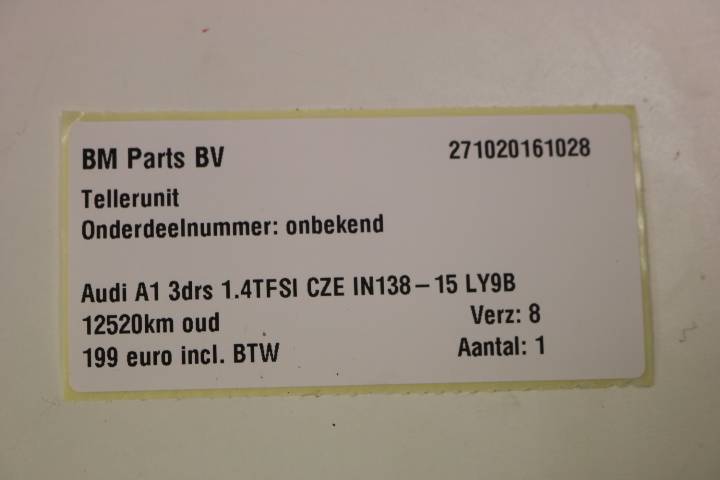 BM Parts BV 271020161028
Tellerunit
Onderdeelnummer: onbekend
Audi A1 3drs 1.4TFSI CZE IN138-15 LY9B
12520km oud Verz: 8
199 euro incl. BTW Aantal: 1